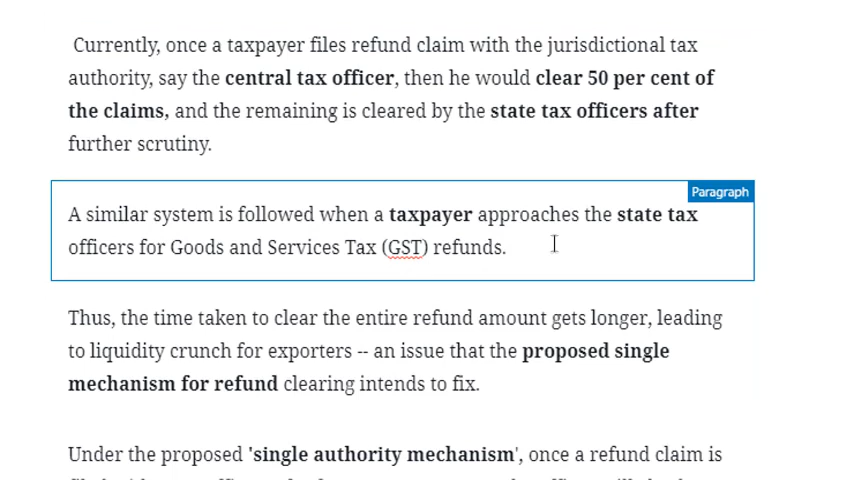 Currently, once a taxpayer files refund claim with the jurisdictional tax
authority, say the central tax officer, then he would clear 50 per cent of
the claims, and the remaining is cleared by the state tax officers after
further scrutiny.
Paragraph
A similar system is followed when a taxpayer approaches the state tax
officers for Goods and Services Tax (GST) refunds.
Thus, the time taken to clear the entire refund amount gets longer, leading
to liquidity crunch for exporters -- an issue that the proposed single
mechanism for refund clearing intends to fix.
Under the proposed 'single authority mechanism', once a refund claim is